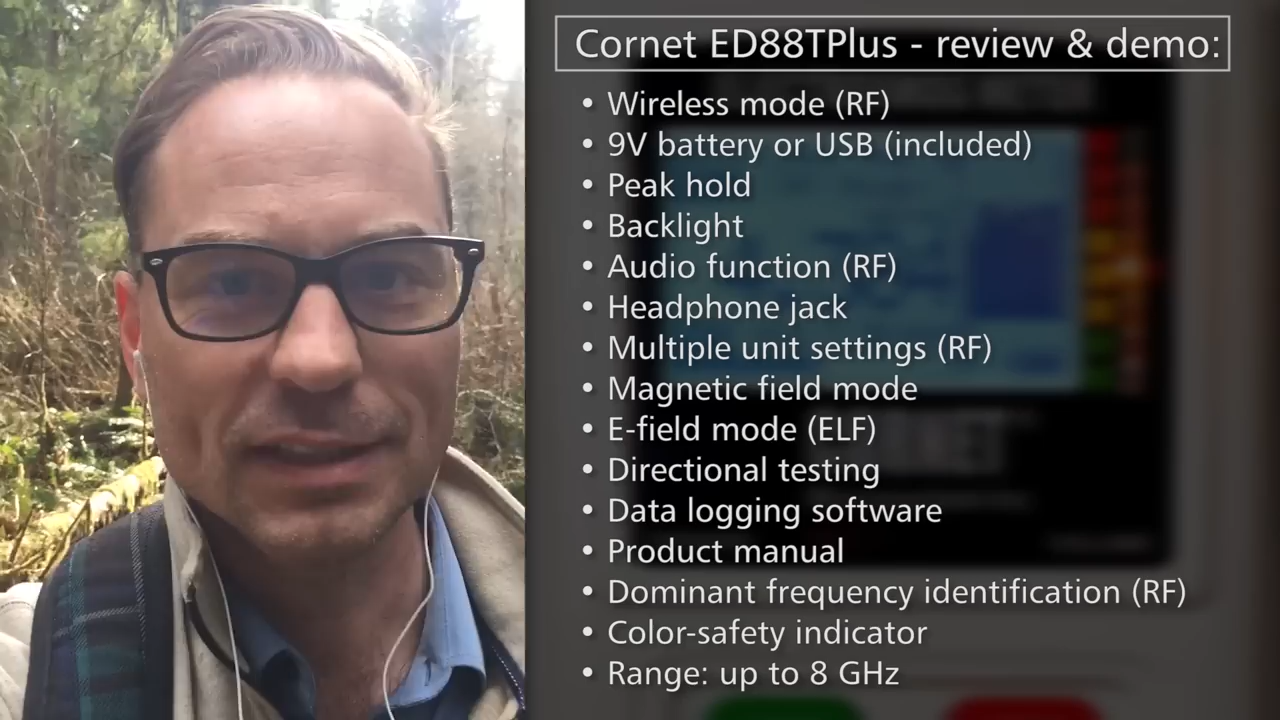 Cornet ED88TPlus - review & demo:
• Wireless mode (RF)
• 9V battery or USB (included)
• Peak hold
• Backlight
• Audio function (RF)
• Headphone jack
• Multiple unit settings (RF)
• Magnetic field mode
• E-field mode (ELF)
• Directional testing
• Data logging software
• Product manual
• Dominant frequency identification (RF)
• Color-safety indicator
• Range: up to 8 GHz